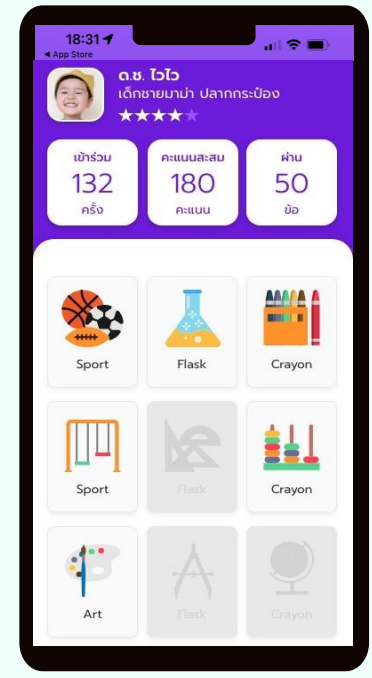 18:31
◄ App Store
ด.ช. ไวไว
เด็กชายมาม่า ปลากกระป๋อง
เข้าร่วม
132
ครั้ง
คะแนนสะสม
180
คะแนน
ผ่าน
50
ข้อ
Sport
Flask
Crayon
Sport
Flask
Crayon
Art
Flask
Crayon